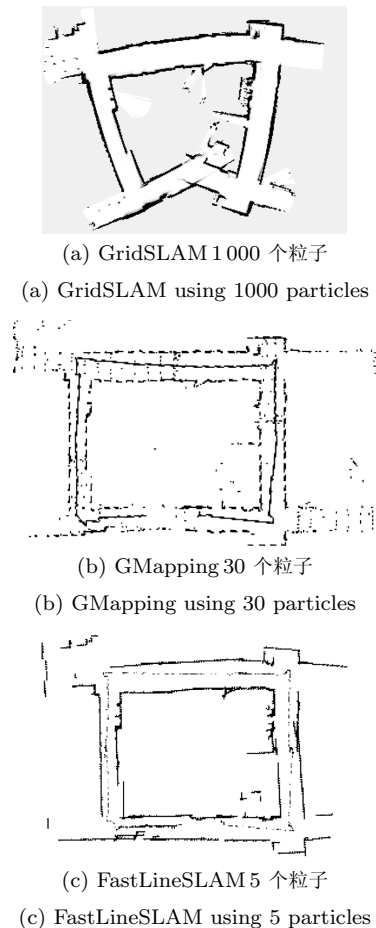 (a) GridSLAM 1 000 个粒子
(a) GridSLAM using 1000 particles
(b) GMapping 30 个粒子
(b) GMapping using 30 particles
(c) FastLineSLAM 5 个粒子
(c) FastLineSLAM using 5 particles